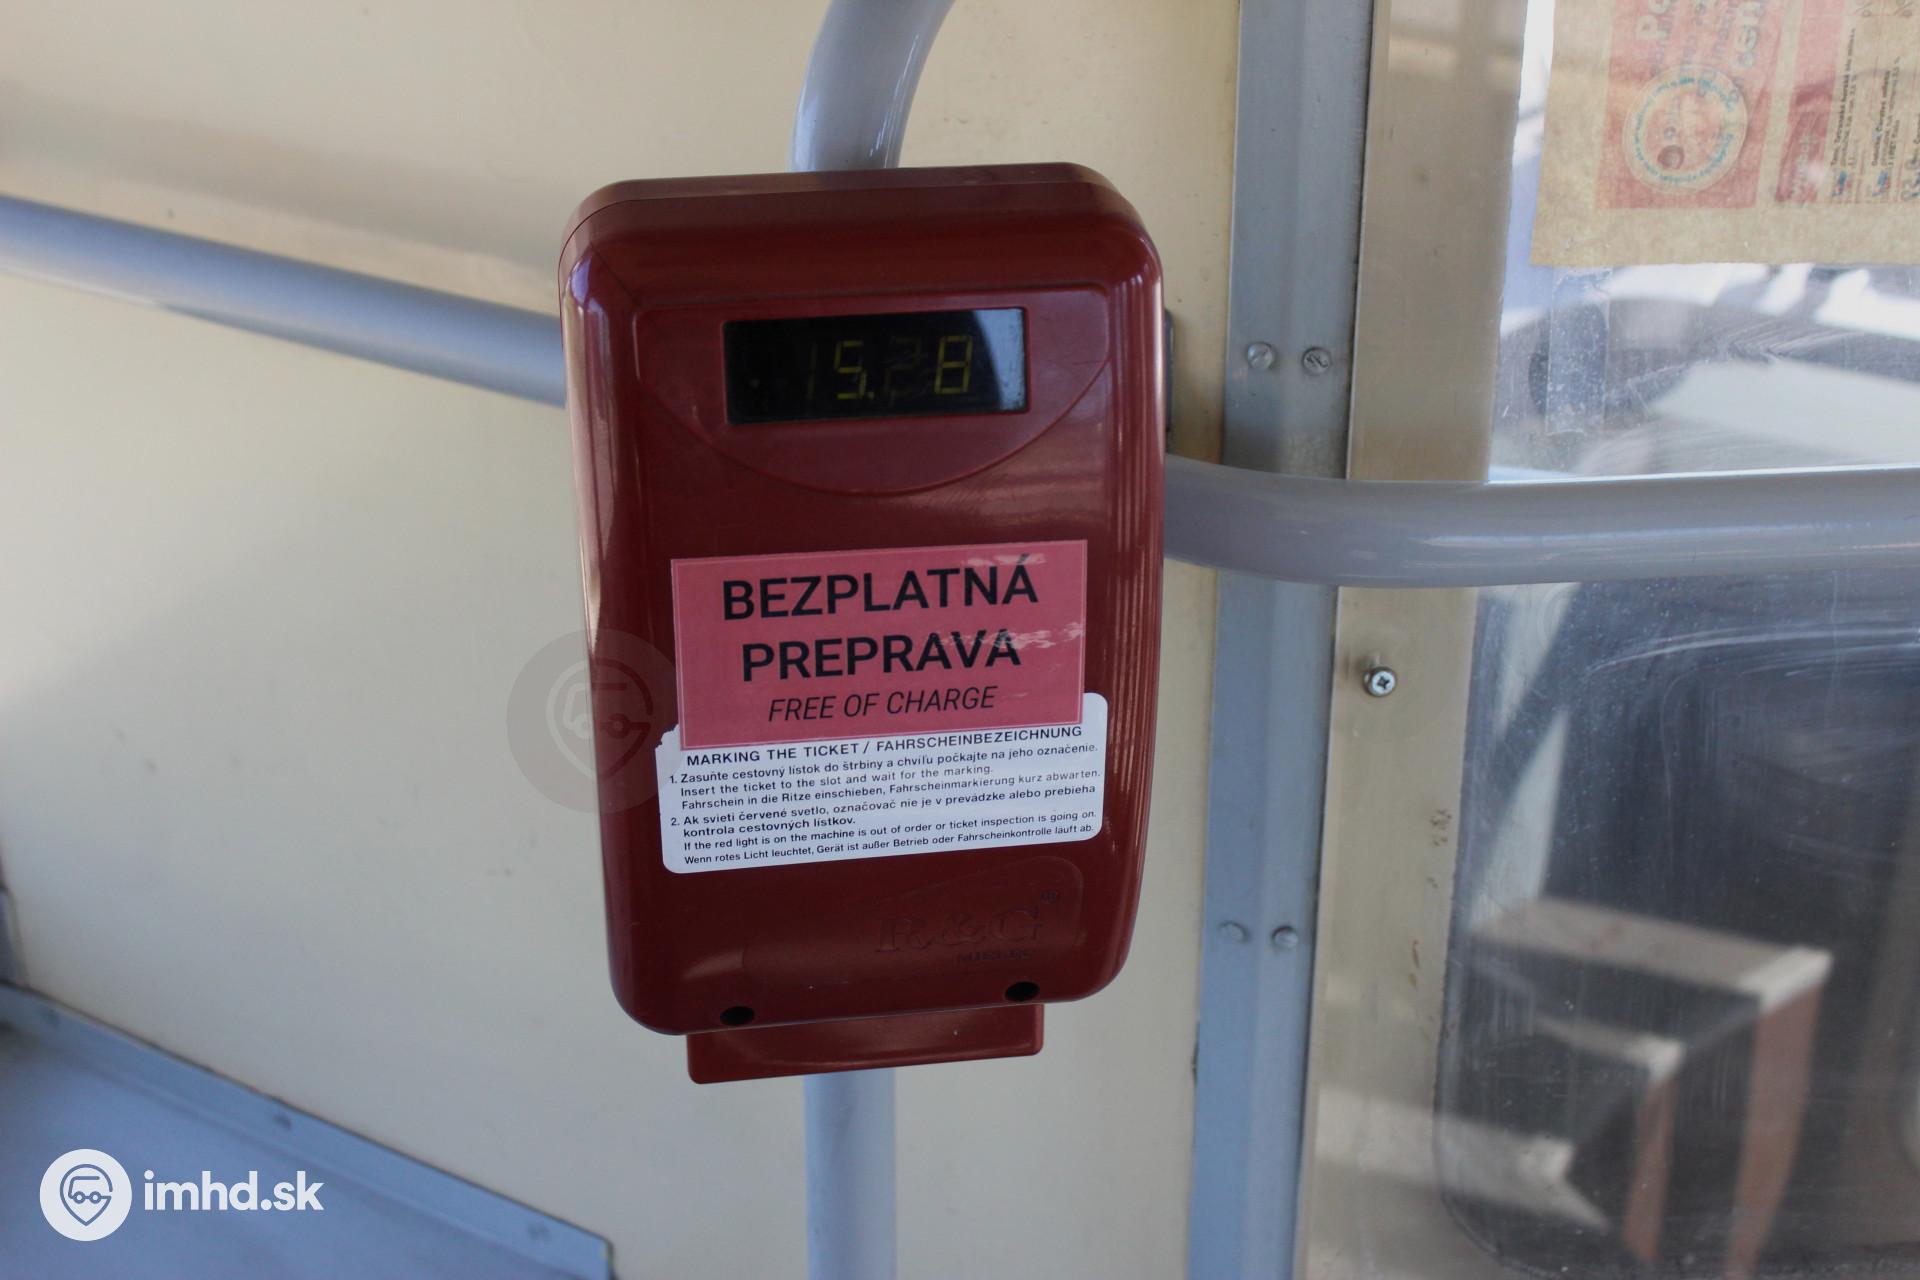 BEZPLATNÁ
PREPRAVA
FREE OF CHARGE
MARKING THE TICKET / FAHRSCHEINBEZEICHNUNG
1. Zasuňte cestovný lístok do štrbiny a chvíľu počkajte na jeho označenie.
Insert the ticket to the slot and wait for the marking.
Fahrschein in die Ritze einschieben, Fahrscheinmarkierung kurz abwarten.
2. Ak svieti červené svetlo, označovač nie je v prevádzke alebo prebieha
kontrola cestovných lístkov.
If the red light is on the machine is out of order or ticket inspection is going on.
Wenn rotes Licht leuchtet, Gerät ist außer Betrieb oder Fahrscheinkontrolle läuft ab.
R&G®
MIELEC
imhd.sk